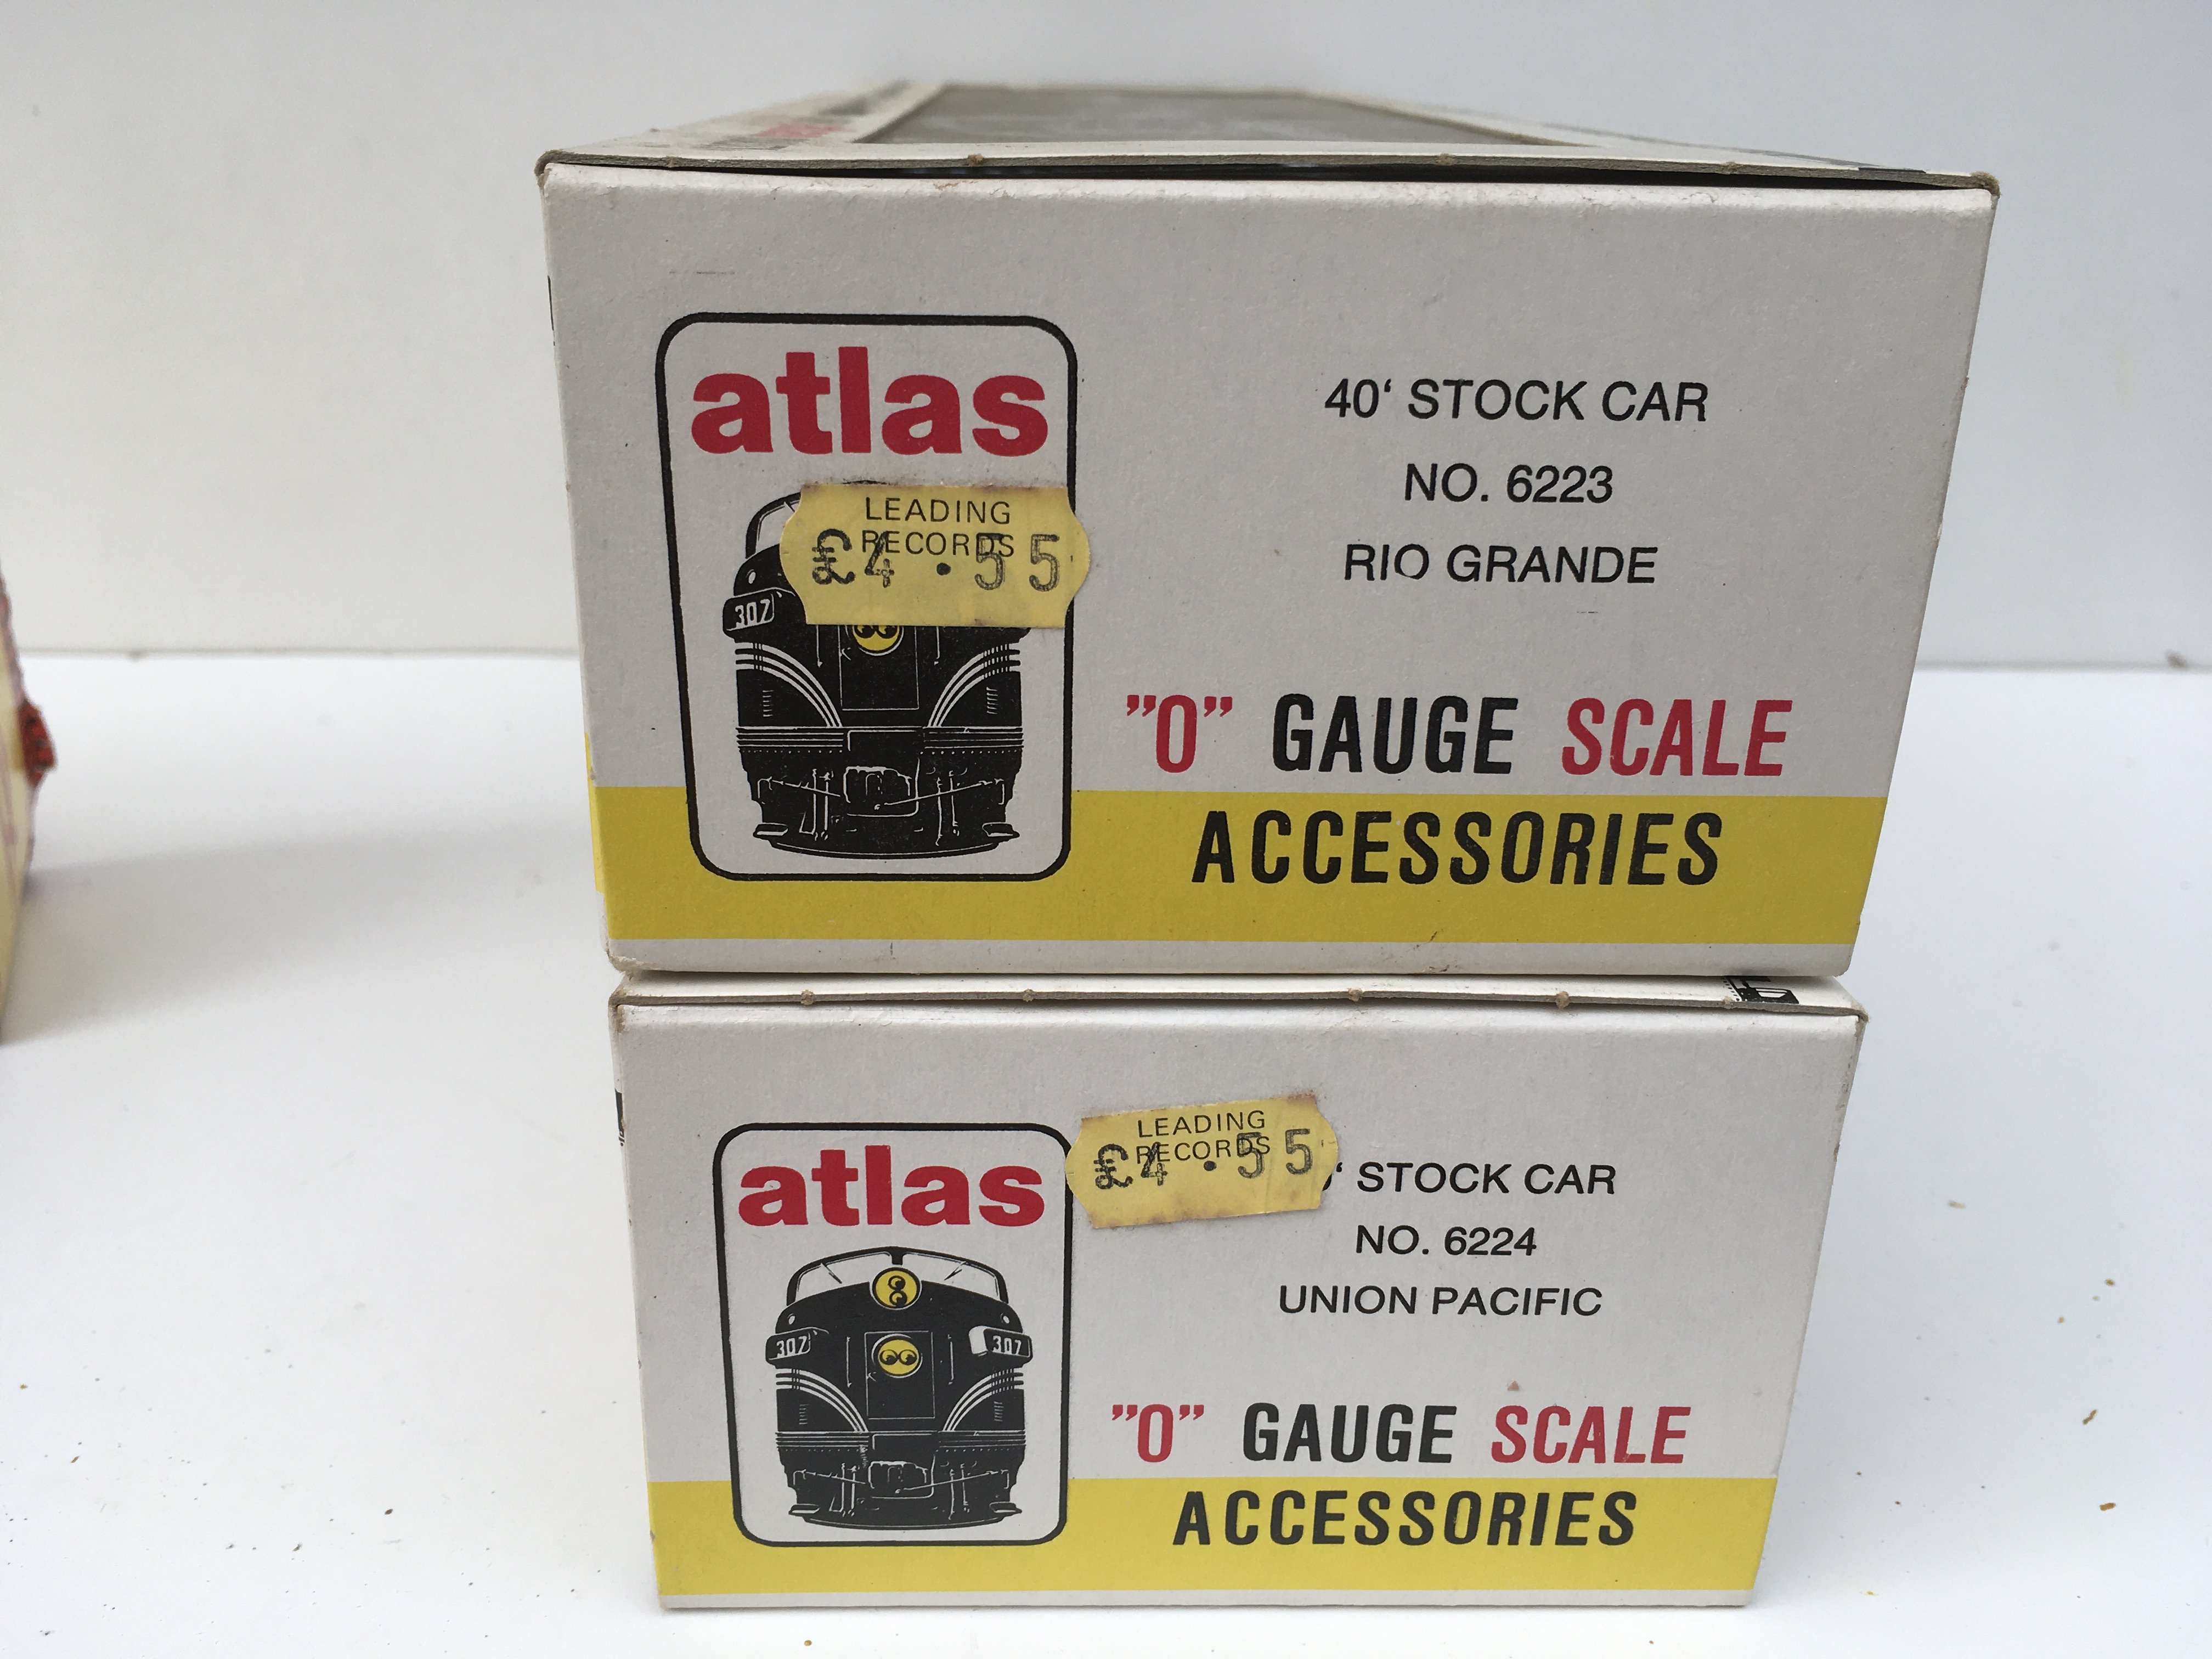 atlas
LEADING
RECORDS
£4.55
307
40' STOCK CAR
NO. 6223
RIO GRANDE
"O" GAUGE SCALE
ACCESSORIES
atlas
307 307
LEADING
RECORDS
£4.55
' STOCK CAR
NO. 6224
UNION PACIFIC
"O" GAUGE SCALE
ACCESSORIES